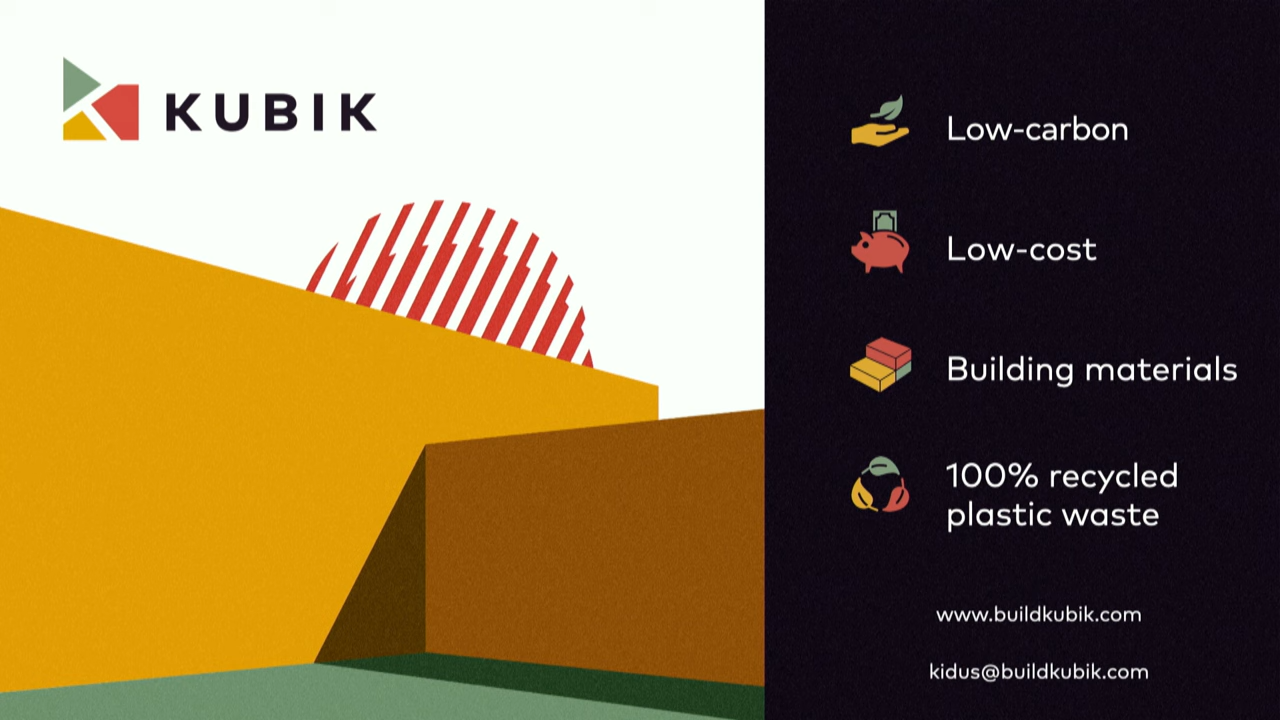 KUBIK
Low-carbon
Low-cost
Building materials
100% recycled
plastic waste
www.buildkubik.com
kidus@buildkubik.com